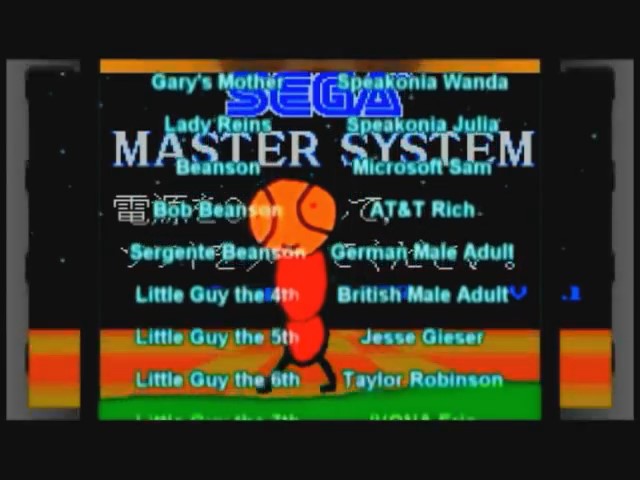 Gary's Mother Speakonia Wanda
SEGA
Lady Reins Speakonia Julia
MASTER SYSTEM
Beanson Microsoft Sam
電源を
Bob Beanson AT&T Rich
Sergente Beanson German Male Adull
Little Guy the 4th British Male Adult
Little Guy the 5th Jesse Gieser
Little Guy the 6th Taylor Robinson